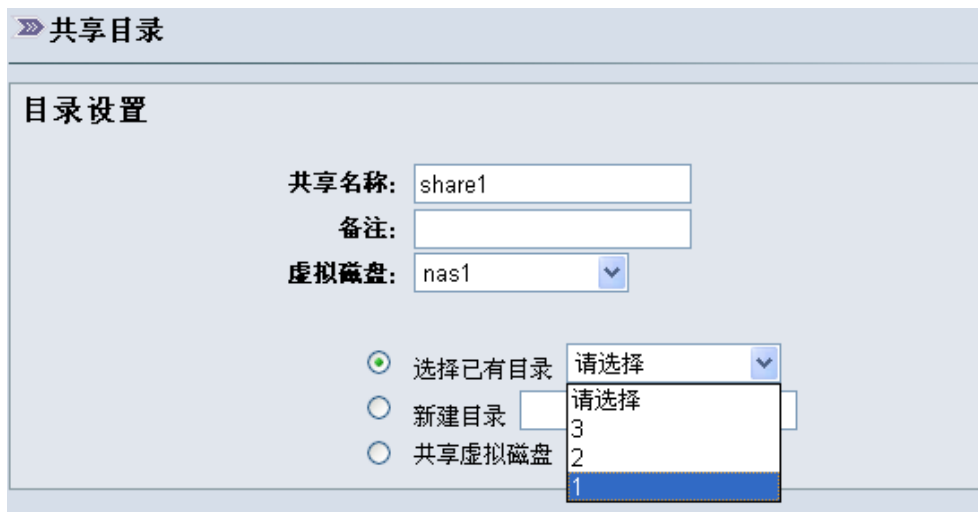 共享目录
目录设置
共享名称: share1
备注:
虚拟磁盘: nas1
选择已有目录 请选择
请选择
新建目录
3
共享虚拟磁盘
2
1